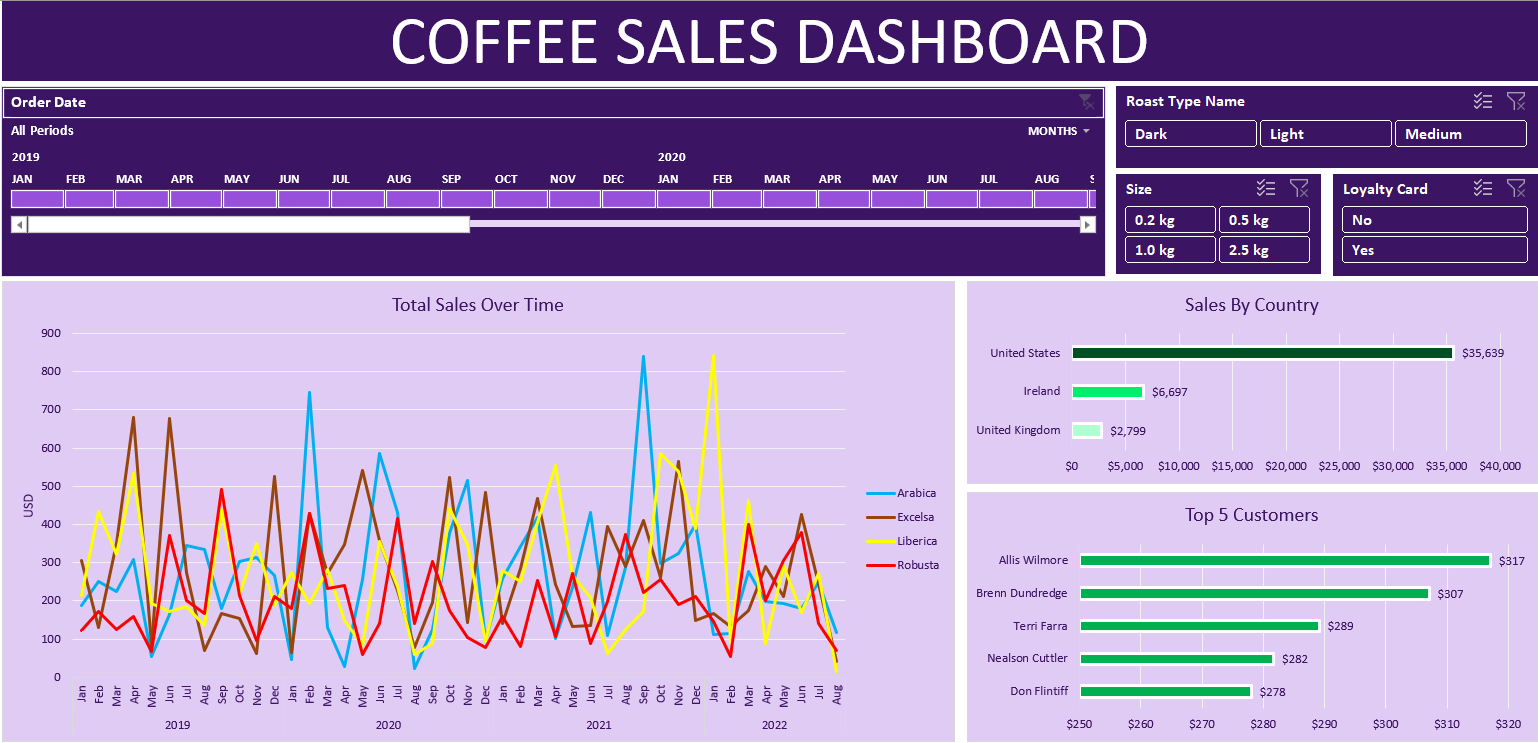 COFFEE SALES DASHBOARD
Order Date
All Periods
MONTHS
2019 2020
JAN FEB MAR APR MAY JUN JUL AUG SEP OCT NOV DEC JAN FEB MAR APR MAY JUN JUL AUG S
Roast Type Name
Dark Light Medium
Size
0.2 kg 0.5 kg
1.0 kg 2.5 kg
Loyalty Card
No
Yes
Total Sales Over Time
USD
900
800
700
600
500
400
300
200
100
0
Jan Feb Mar Apr May Jun Jul Aug Sep Oct Nov Dec Jan Feb Mar Apr May Jun Jul Aug Sep Oct Nov Dec Jan Feb Mar Apr May Jun Jul Aug Sep Oct Nov Dec Jan Feb Mar Apr May Jun Jul Aug
2019 2020 2021 2022
Arabica
Excelsa
Liberica
Robusta
Sales By Country
United States $35,639
Ireland $6,697
United Kingdom $2,799
$0 $5,000 $10,000 $15,000 $20,000 $25,000 $30,000 $35,000 $40,000
Top 5 Customers
Allis Wilmore $317
Brenn Dundredge $307
Terri Farra $289
Nealson Cuttler $282
Don Flintiff $278
$250 $260 $270 $280 $290 $300 $310 $320